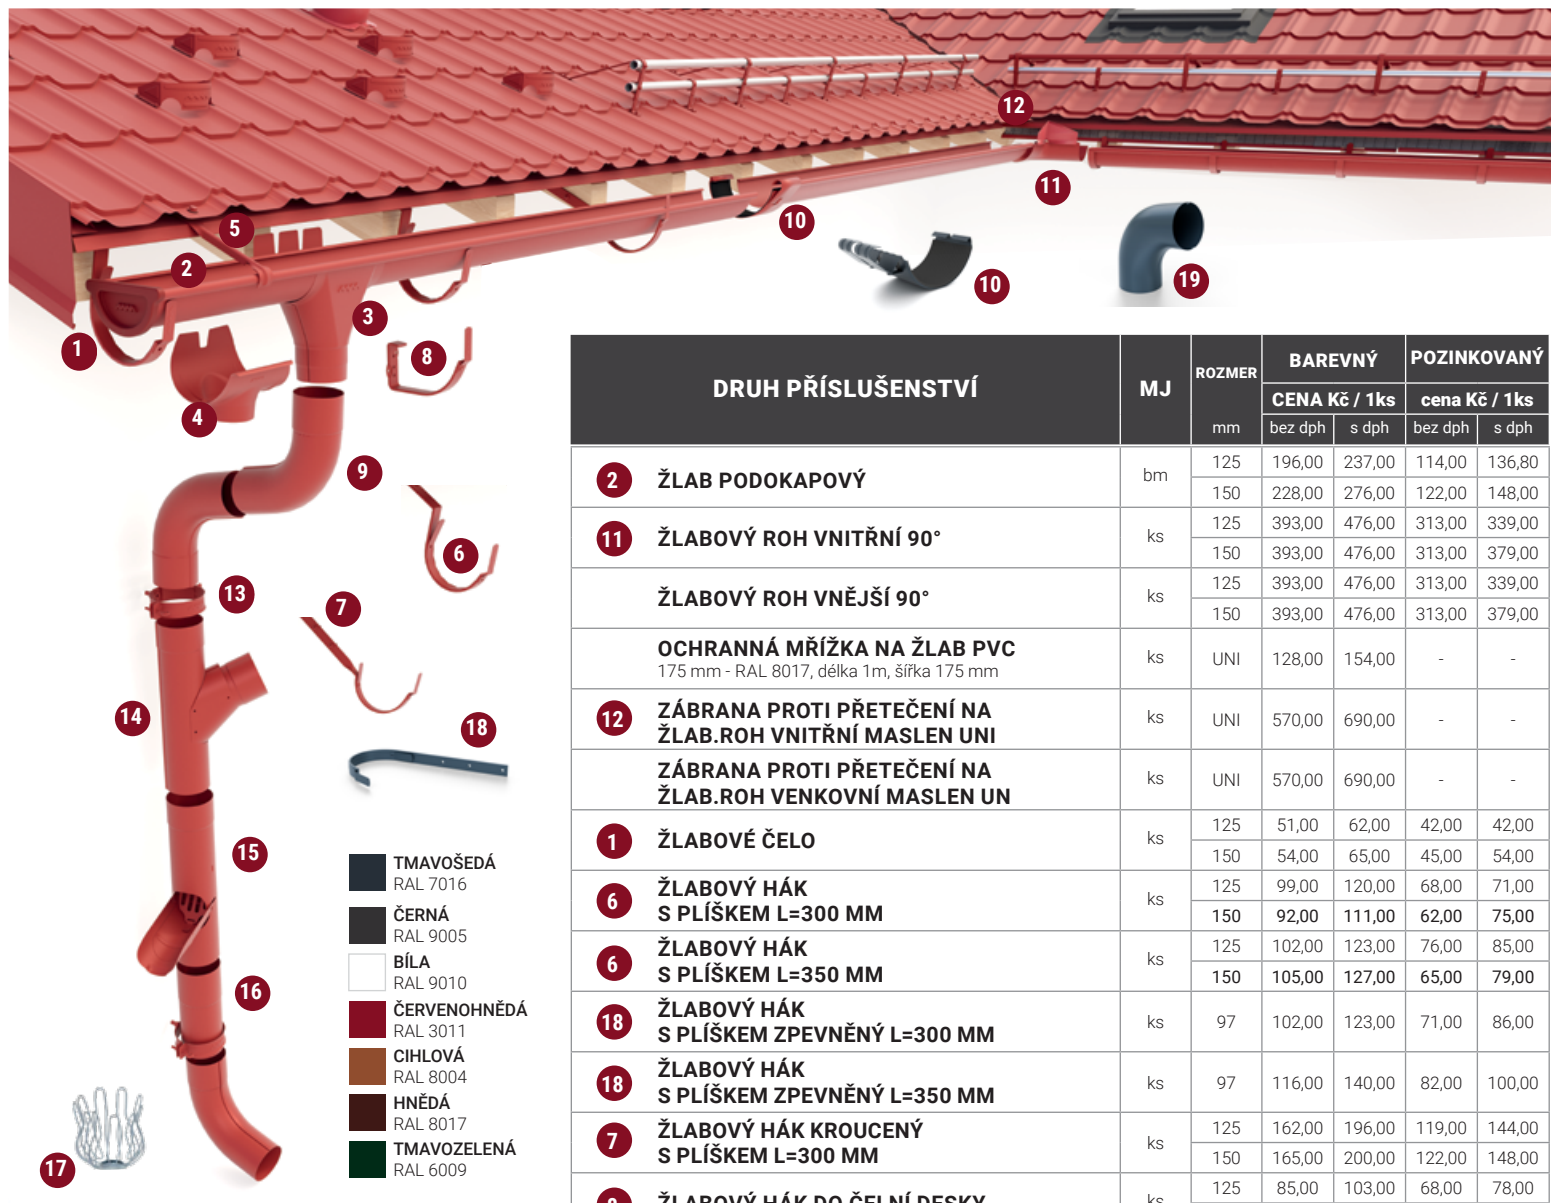 12
11
5
10
2
10
19
3
1
8
4
9
6
13
7
14
18
15
16
17
TMAVOŠEDÁ
RAL 7016
ČERNÁ
RAL 9005
BÍLA
RAL 9010
ČERVENOHNĚDÁ
RAL 3011
CIHLOVÁ
RAL 8004
HNĚDÁ
RAL 8017
TMAVOZELENÁ
RAL 6009
DRUH PŘÍSLUŠENSTVÍ MJ ROZMER BAREVNÝ POZINKOVANÝ
CENA Kč / 1ks cena Kč / 1ks
mm bez dph s dph bez dph s dph
2 ŽLAB PODOKAPOVÝ bm
125 196,00 237,00 114,00 136,80
150 228,00 276,00 122,00 148,00
11 ŽLABOVÝ ROH VNITŘNÍ 90° ks
125 393,00 476,00 313,00 339,00
150 393,00 476,00 313,00 379,00
ŽLABOVÝ ROH VNĚJŠÍ 90° ks
125 393,00 476,00 313,00 339,00
150 393,00 476,00 313,00 379,00
OCHRANNÁ MŘÍŽKA NA ŽLAB PVC
175 mm - RAL 8017, délka 1m, šířka 175 mm
ks UNI 128,00 154,00 - -
12 ZÁBRANA PROTI PŘETEČENÍ NA
ŽLAB.ROH VNITŘNÍ MASLEN UNI
ks UNI 570,00 690,00 - -
ZÁBRANA PROTI PŘETEČENÍ NA
ŽLAB.ROH VENKOVNÍ MASLEN UN
ks UNI 570,00 690,00 - -
1 ŽLABOVÉ ČELO ks
125 51,00 62,00 42,00 42,00
150 54,00 65,00 45,00 54,00
6 ŽLABOVÝ HÁK
S PLÍŠKEM L=300 MM
ks
125 99,00 120,00 68,00 71,00
150 92,00 111,00 62,00 75,00
6 ŽLABOVÝ HÁK
S PLÍŠKEM L=350 MM
ks
125 102,00 123,00 76,00 85,00
150 105,00 127,00 65,00 79,00
18 ŽLABOVÝ HÁK
S PLÍŠKEM ZPEVNĚNÝ L=300 MM
ks 97 102,00 123,00 71,00 86,00
18 ŽLABOVÝ HÁK
S PLÍŠKEM ZPEVNĚNÝ L=350 MM
ks 97 116,00 140,00 82,00 100,00
7 ŽLABOVÝ HÁK KROUCENÝ
S PLÍŠKEM L=300 MM
ks
125 162,00 196,00 119,00 144,00
150 165,00 200,00 122,00 148,00
8 ŽLABOVÝ HÁK DO ČELNÍ DESKY ks
125 85,00 103,00 68,00 78,00